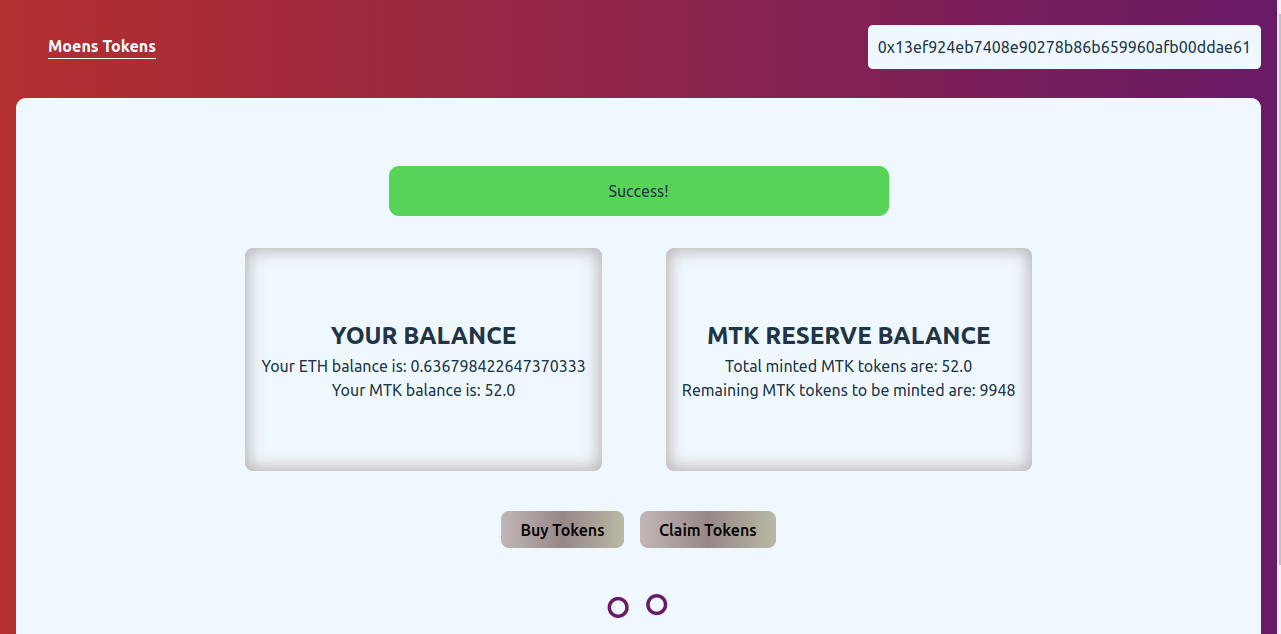 Moens Tokens
0x13ef924eb7408e90278b86b659960afb00ddae61
Success!
YOUR BALANCE
Your ETH balance is: 0.636798422647370333
Your MTK balance is: 52.0
MTK RESERVE BALANCE
Total minted MTK tokens are: 52.0
Remaining MTK tokens to be minted are: 9948
Buy Tokens
Claim Tokens